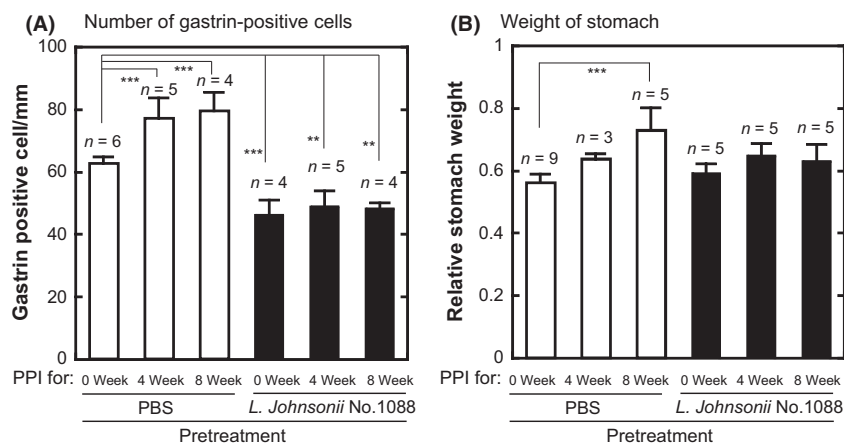 (A) Number of gastrin-positive cells
Gastrin positive cell/mm
100
80
60
40
20
0
n = 6
***
n = 5
***
n = 4
***
n = 4
**
n = 5
**
n = 4
PPI for: 0 Week 4 Week 8 Week 0 Week 4 Week 8 Week
PBS L. Johnsonii No.1088
Pretreatment
(B) Weight of stomach
Relative stomach weight
1
0.8
0.6
0.4
0.2
0
n = 9
n = 3
***
n = 5
n = 5
n = 5
n = 5
PPI for: 0 Week 4 Week 8 Week 0 Week 4 Week 8 Week
PBS L. Johnsonii No.1088
Pretreatment